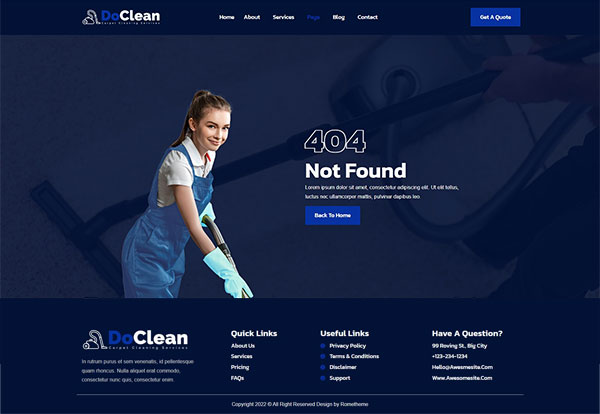 DoClean
Carpet Cleaning Services
Home About Services Page Blog Contact
Get A Quote
404
Not Found
Lorem ipsum dolor sit amet, consectetur adipiscing elit. Ut elit tellus,
luctus nec ullamcorper mattis, pulvinar dapibus leo.
Back To Home
DoClean
Carpet Cleaning Services
In rutrum purus et sem venenatis, id pellentesque
quam rhoncus. Nulla aliquet erat commodo,
consectetur nunc quis, consectetur enim.
Quick Links
About Us
Services
Pricing
FAQs
Useful Links
Privacy Policy
Terms & Conditions
Disclaimer
Support
Have A Question?
99 Roving St., Big City
+123-234-1234
Hello@Awesmesite.Com
Www.Awesomesite.Com
Copyright 2022 © All Right Reserved Design by Rometheme